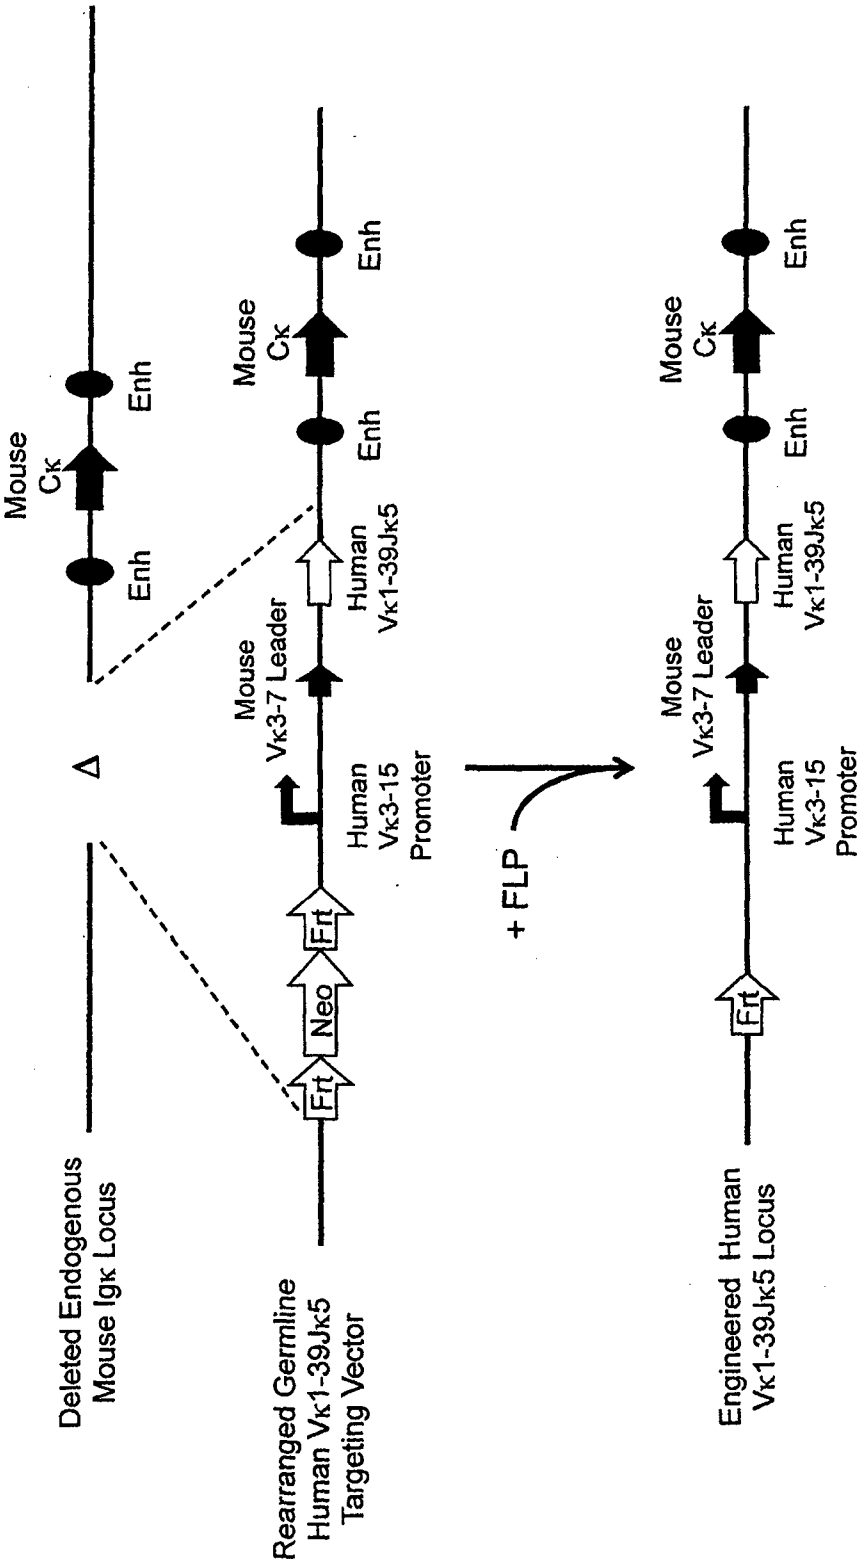 Deleted Endogenous
Mouse Igκ Locus
Δ
Mouse
Cκ
Enh
Enh
Rearranged Germline
Human Vκ1-39Jκ5
Targeting Vector
Frt
Neo
Frt
Human
Vκ3-15
Promoter
Mouse
Vκ3-7 Leader
Human
Vκ1-39Jκ5
Enh
Mouse
Cκ
Enh
+ FLP
Engineered Human
Vκ1-39Jκ5 Locus
Frt
Human
Vκ3-15
Promoter
Mouse
Vκ3-7 Leader
Human
Vκ1-39Jκ5
Enh
Mouse
Cκ
Enh